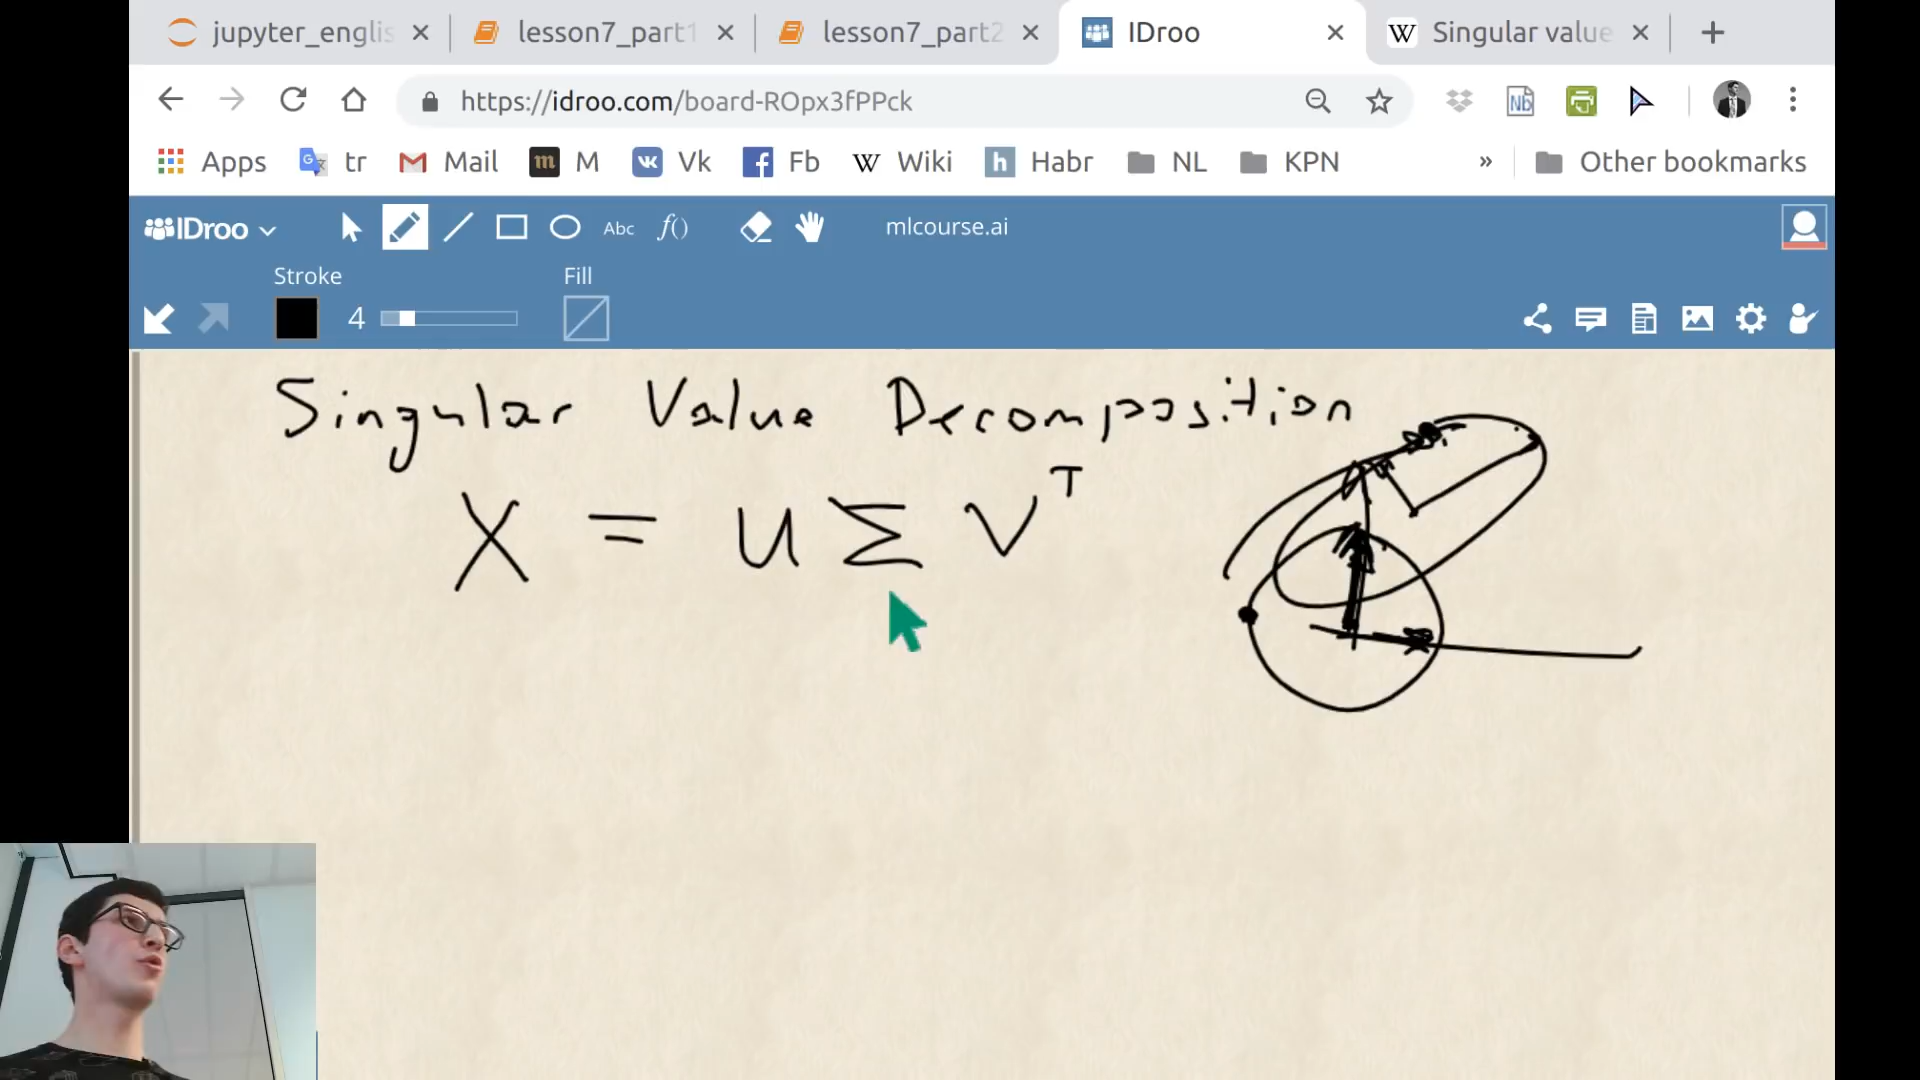 jupyter_englis
lesson7_part1
lesson7_part2
IDroo
W Singular value
https://idroo.com/board-ROpx3fPPck
Nb
Apps
tr
Mail
m M
Vk
Fb
W Wiki
h Habr
NL
KPN
»
Other bookmarks
IDroo
Abc
f()
mlcourse.ai
Stroke
Fill
4
Singular Value Decomposition
X = U Σ V^T